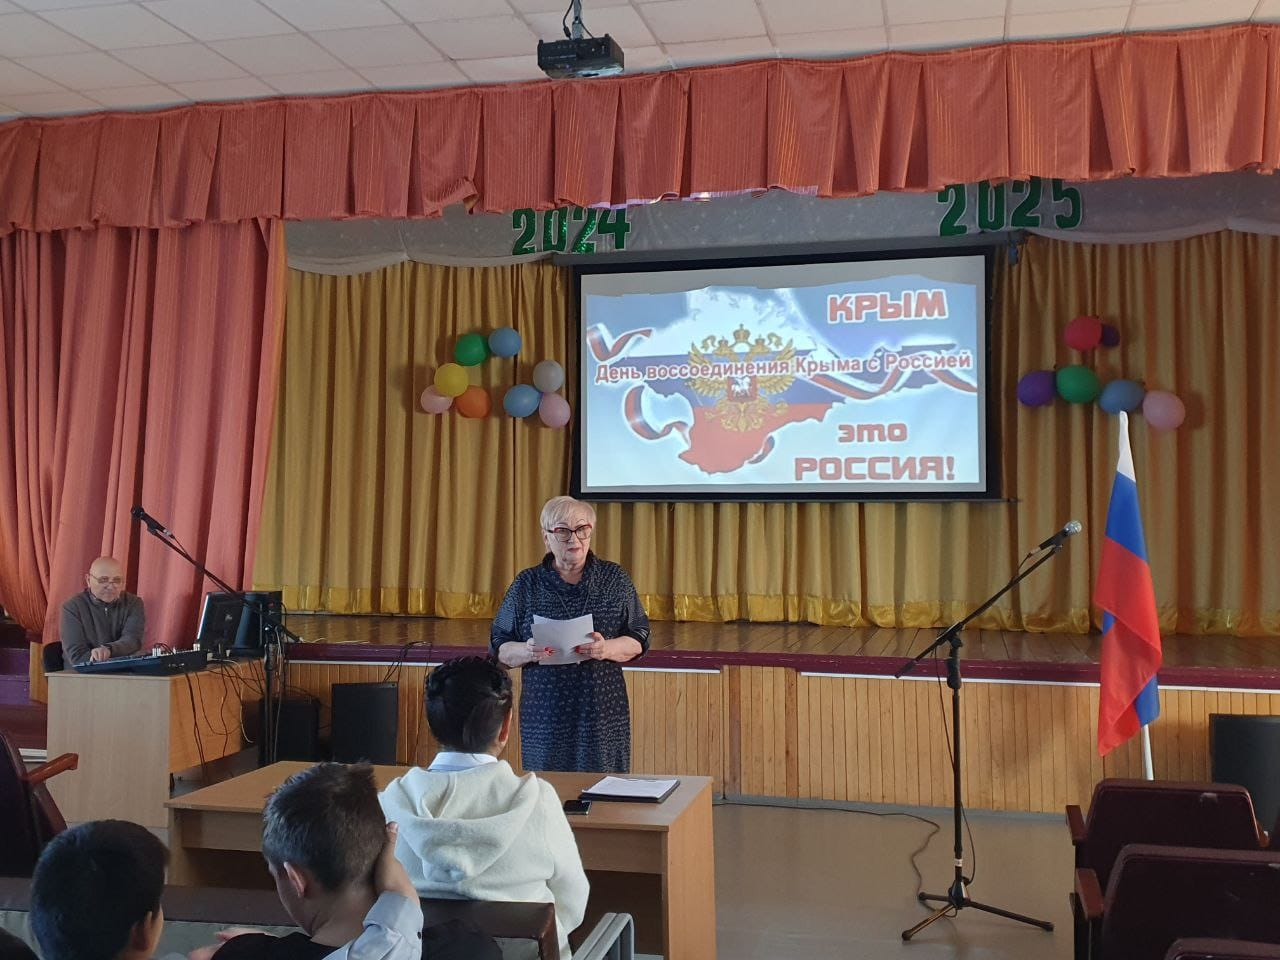 2024
2025
КРЫМ
День воссоединения Крыма с Россией
это
РОССИЯ!